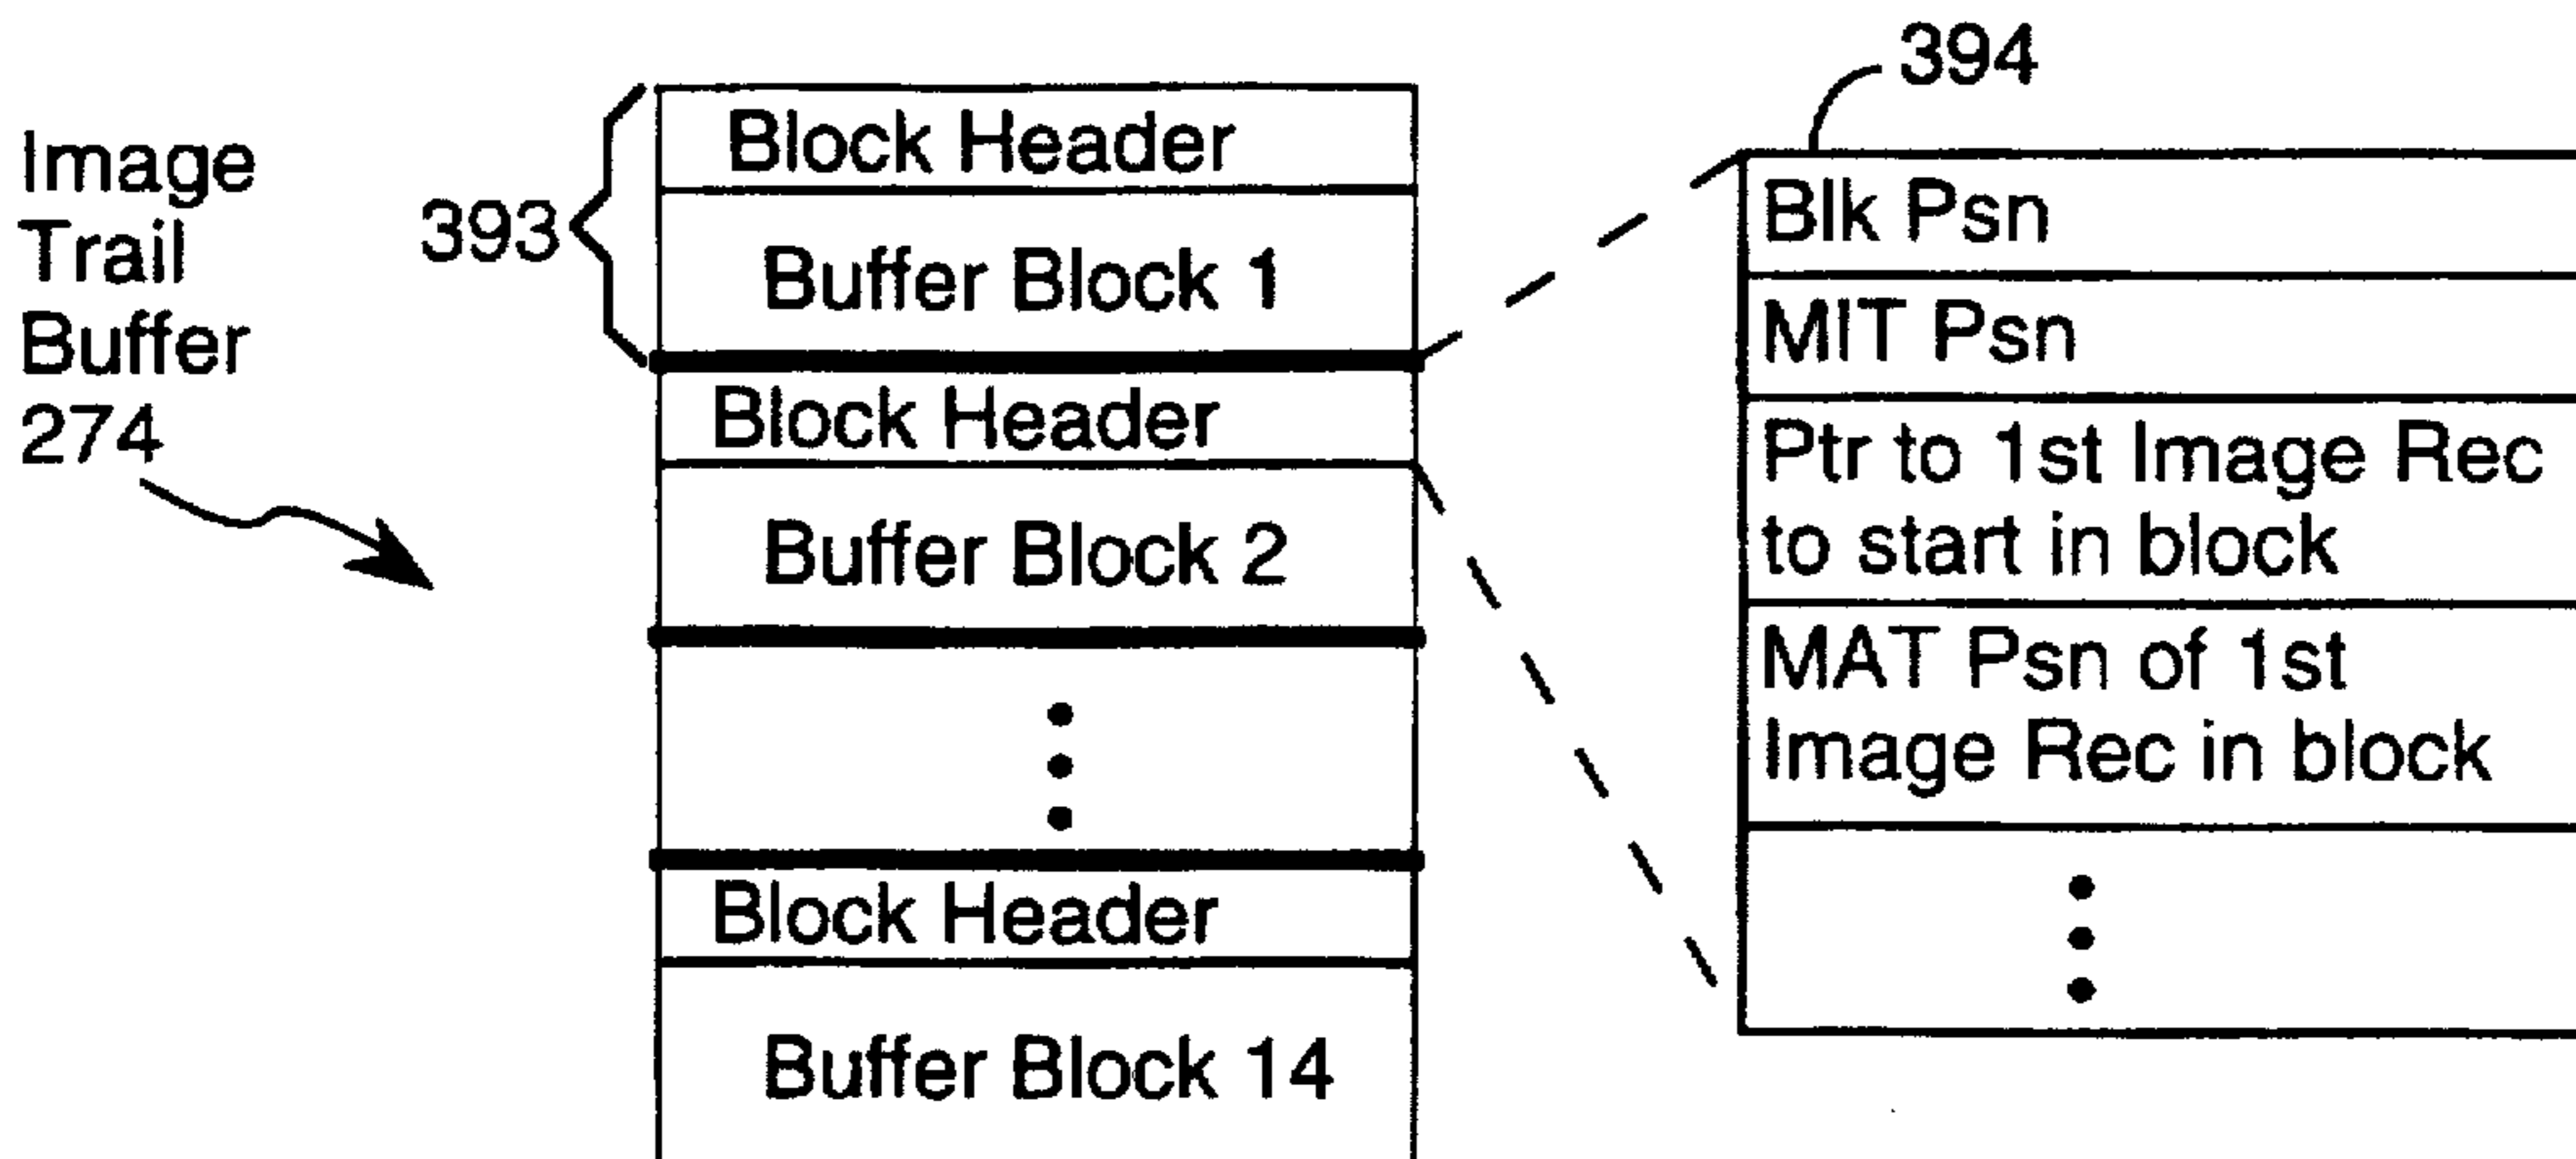 Image
Trail
Buffer
274
393
Block Header
Buffer Block 1
Block Header
Buffer Block 2
Block Header
Buffer Block 14
394
Blk Psn
MIT Psn
Ptr to 1st Image Rec
to start in block
MAT Psn of 1st
Image Rec in block